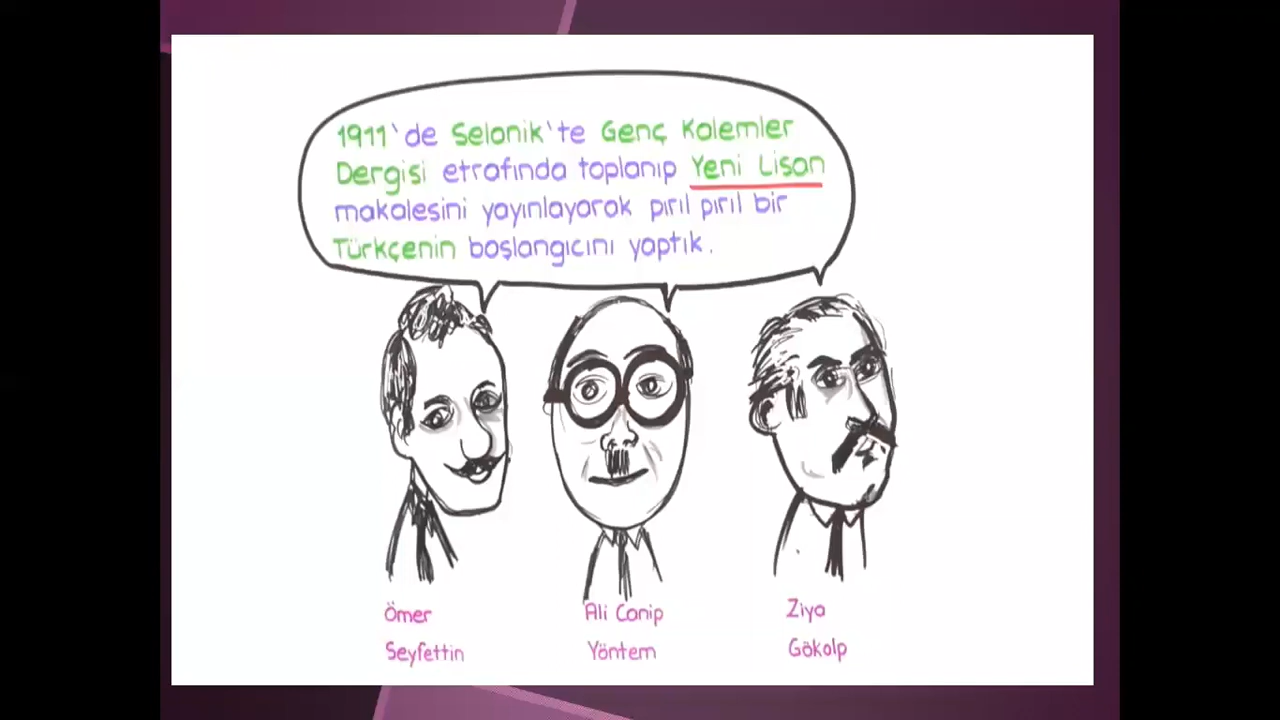 1911'de Selanik'te Genç Kalemler
Dergisi etrafında toplanıp Yeni Lisan
makalesini yayınlayarak pırıl pırıl bir
Türkçenin başlangıcını yaptık.
Ömer
Seyfettin
Ali Canip
Yöntem
Ziya
Gökalp